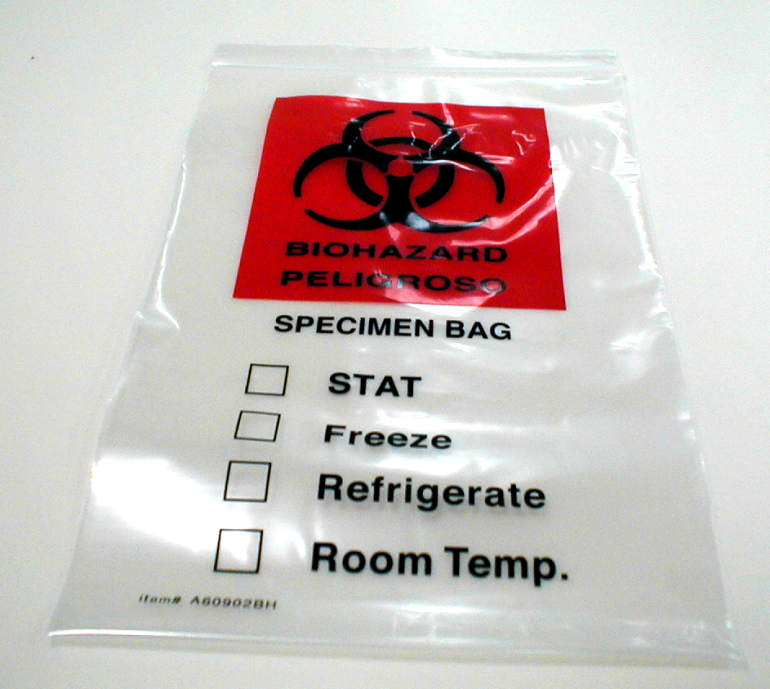 BIOHAZARD
PELIGROSO
SPECIMEN BAG
STAT
Freeze
Refrigerate
Room Temp.
item# A60902BH